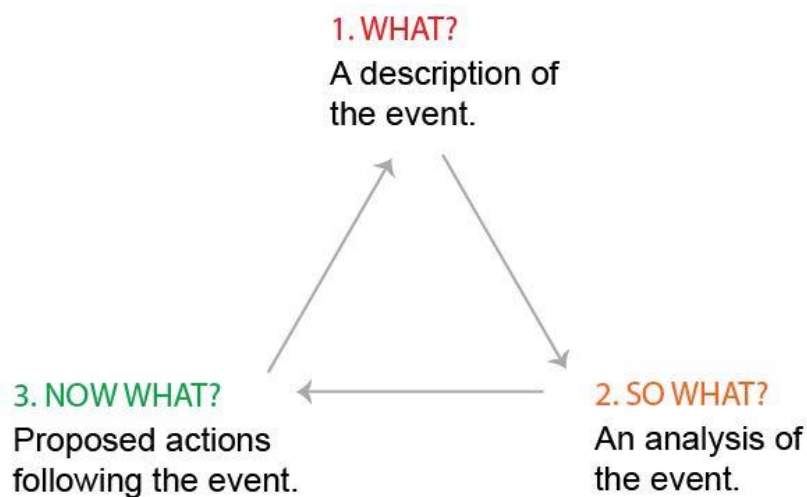 1. WHAT?
A description of
the event.
2. SO WHAT?
An analysis of
the event.
3. NOW WHAT?
Proposed actions
following the event.